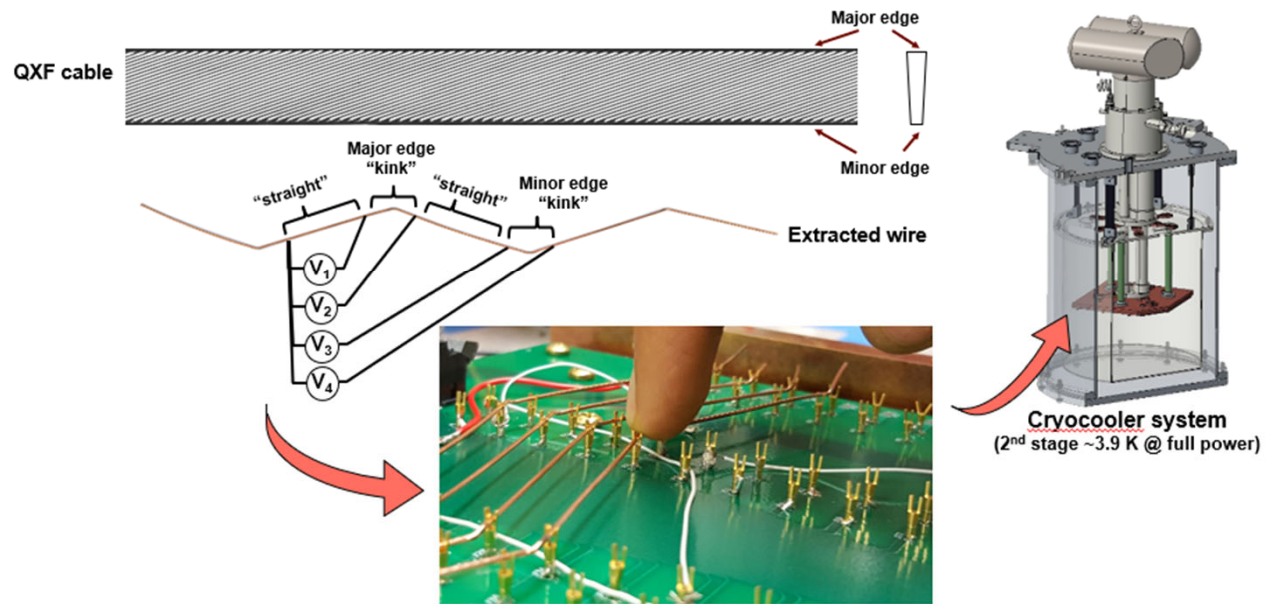 Major edge
QXF cable
Minor edge
Major edge
“kink”
“straight”
“straight”
Minor edge
“kink”
Extracted wire
V1
V2
V3
V4
Cryocooler system
(2nd stage ~3.9 K @ full power)